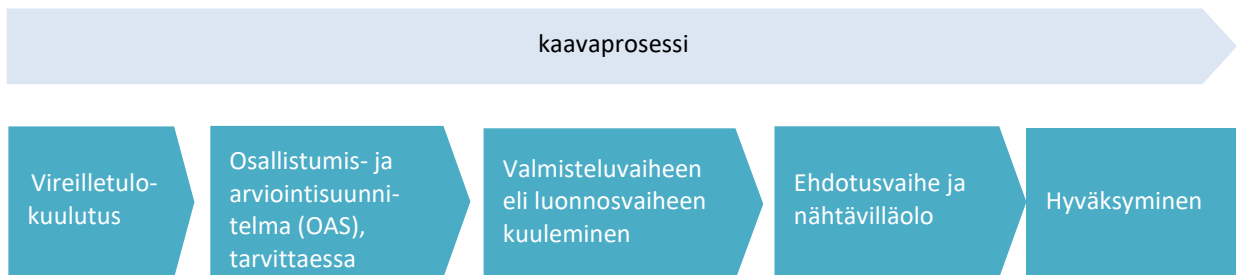 kaavaprosessi
Vireilletulo-
kuulutus
Osallistumis- ja
arviointisuunni-
telma (OAS),
tarvittaessa
Valmisteluvaiheen
eli luonnosvaiheen
kuuleminen
Ehdotusvaihe ja
nähtävilläolo
Hyväksyminen